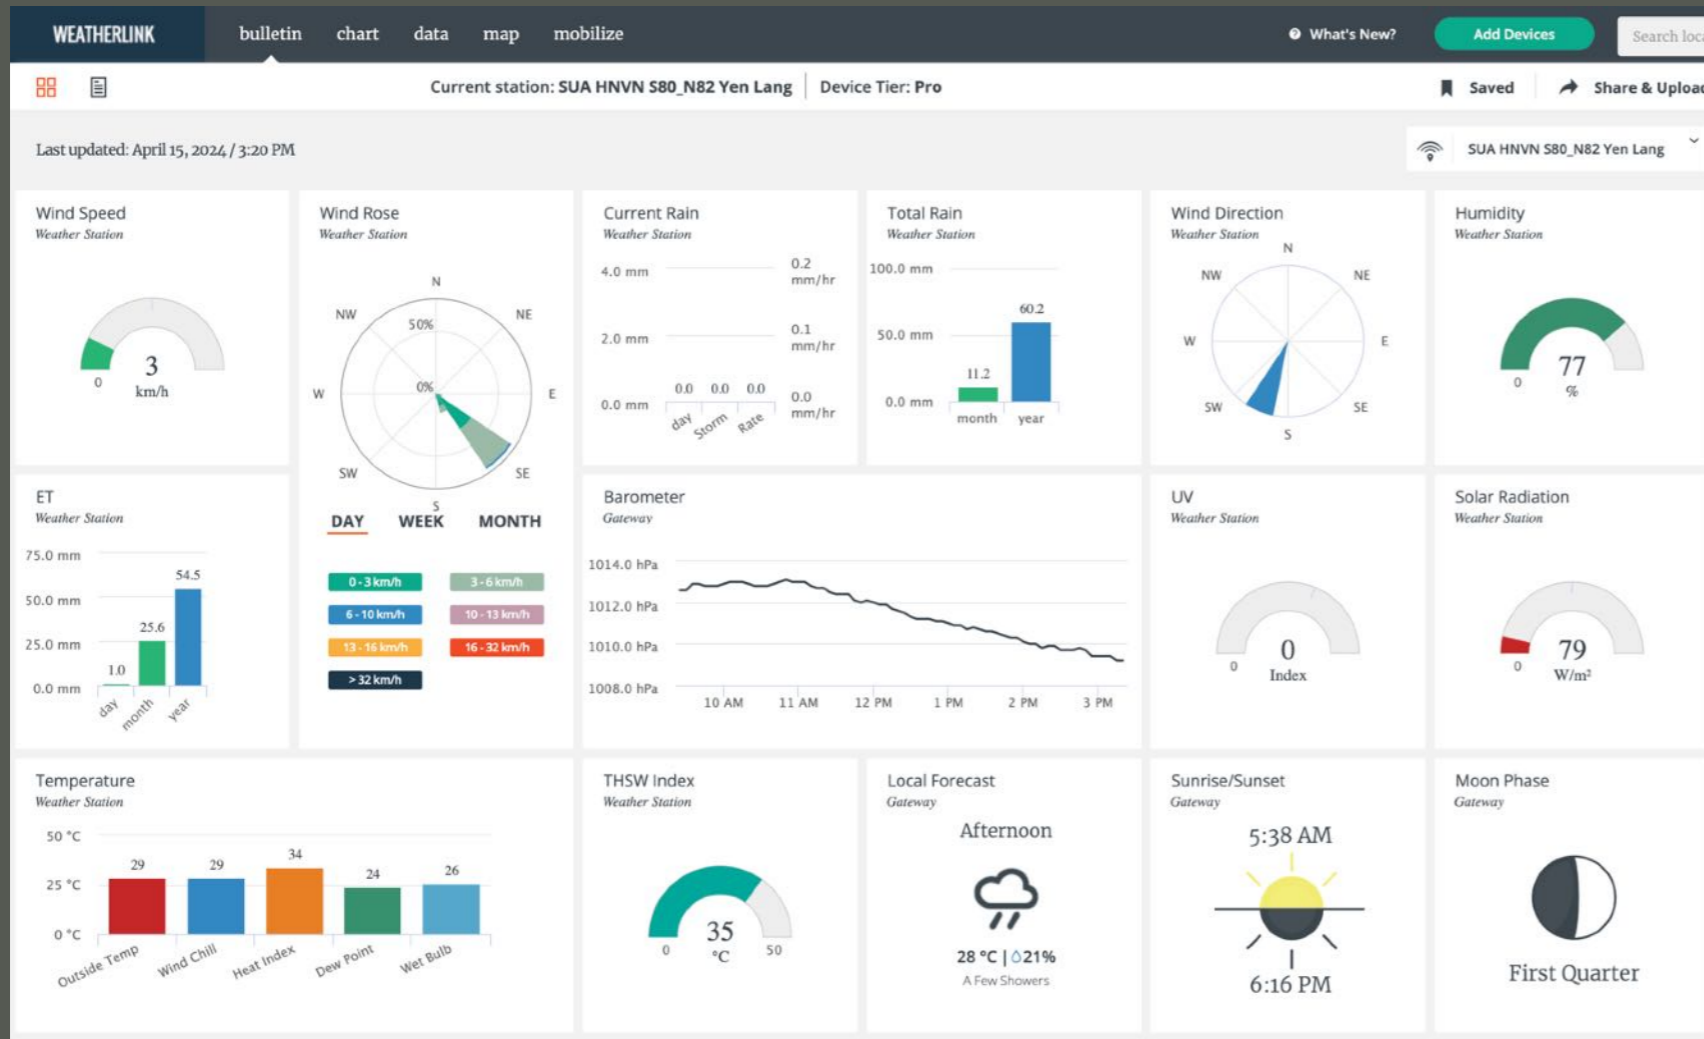 WEATHERLINK
bulletin chart data map mobilize
What's New?
Add Devices
Search loca
Current station: SUA HNVN S80_N82 Yen Lang
Device Tier: Pro
Saved
Share & Upload
Last updated: April 15, 2024 / 3:20 PM
SUA HNVN S80_N82 Yen Lang
Wind Speed
Weather Station
3
0
km/h
Wind Rose
Weather Station
N
NW
NE
50%
0%
W
E
SW
SE
S
DAY WEEK MONTH
0 - 3 km/h
3 - 6 km/h
6 - 10 km/h
10 - 13 km/h
13 - 16 km/h
16 - 32 km/h
> 32 km/h
Current Rain
Weather Station
4.0 mm
2.0 mm
0.0 mm
0.2
mm/hr
0.1
mm/hr
0.0
mm/hr
0.0 0.0 0.0
day Storm Rate
Total Rain
Weather Station
100.0 mm
50.0 mm
0.0 mm
11.2
60.2
month year
Wind Direction
Weather Station
N
NW
NE
W
E
SW
SE
S
Humidity
Weather Station
77
0
%
ET
Weather Station
75.0 mm
50.0 mm
25.0 mm
0.0 mm
1.0
25.6
54.5
day month year
Barometer
Gateway
1014.0 hPa
1012.0 hPa
1010.0 hPa
1008.0 hPa
10 AM 11 AM 12 PM 1 PM 2 PM 3 PM
UV
Weather Station
0
0
Index
Solar Radiation
Weather Station
79
0
W/m²
Temperature
Weather Station
50 °C
25 °C
0 °C
29 29 34 24 26
Outside Temp Wind Chill Heat Index Dew Point Wet Bulb
THSW Index
Weather Station
35
0
°C
50
Local Forecast
Gateway
Afternoon
28 °C | 21%
A Few Showers
Sunrise/Sunset
Gateway
5:38 AM
6:16 PM
Moon Phase
Gateway
First Quarter